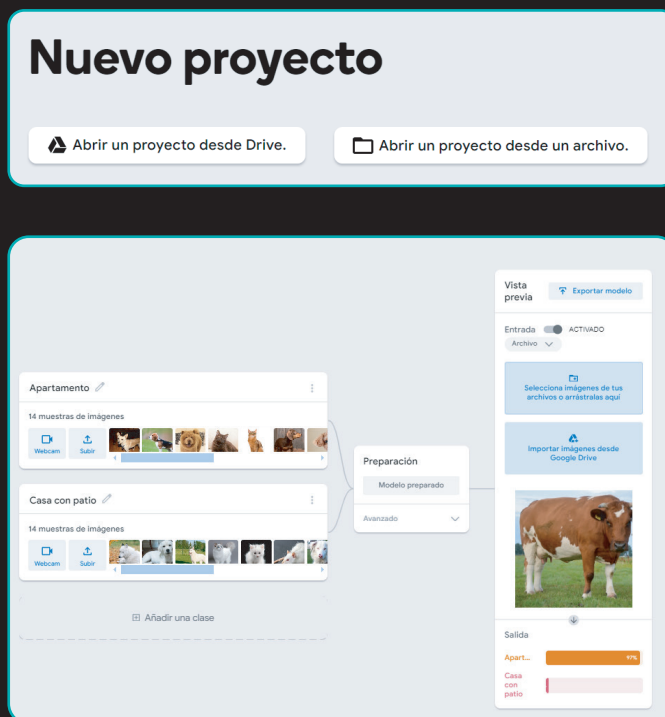 Nuevo proyecto
Abrir un proyecto desde Drive.
Abrir un proyecto desde un archivo.
Apartamento
14 muestras de imágenes
Webcam
Subir
Casa con patio
14 muestras de imágenes
Webcam
Subir
Añadir una clase
Preparación
Modelo preparado
Avanzado
Vista
previa
Exportar modelo
Entrada
ACTIVADO
Archivo
Selecciona imágenes de tus
archivos o arrástralas aquí
Importar imágenes desde
Google Drive
Salida
Apart...
97%
Casa
con
patio